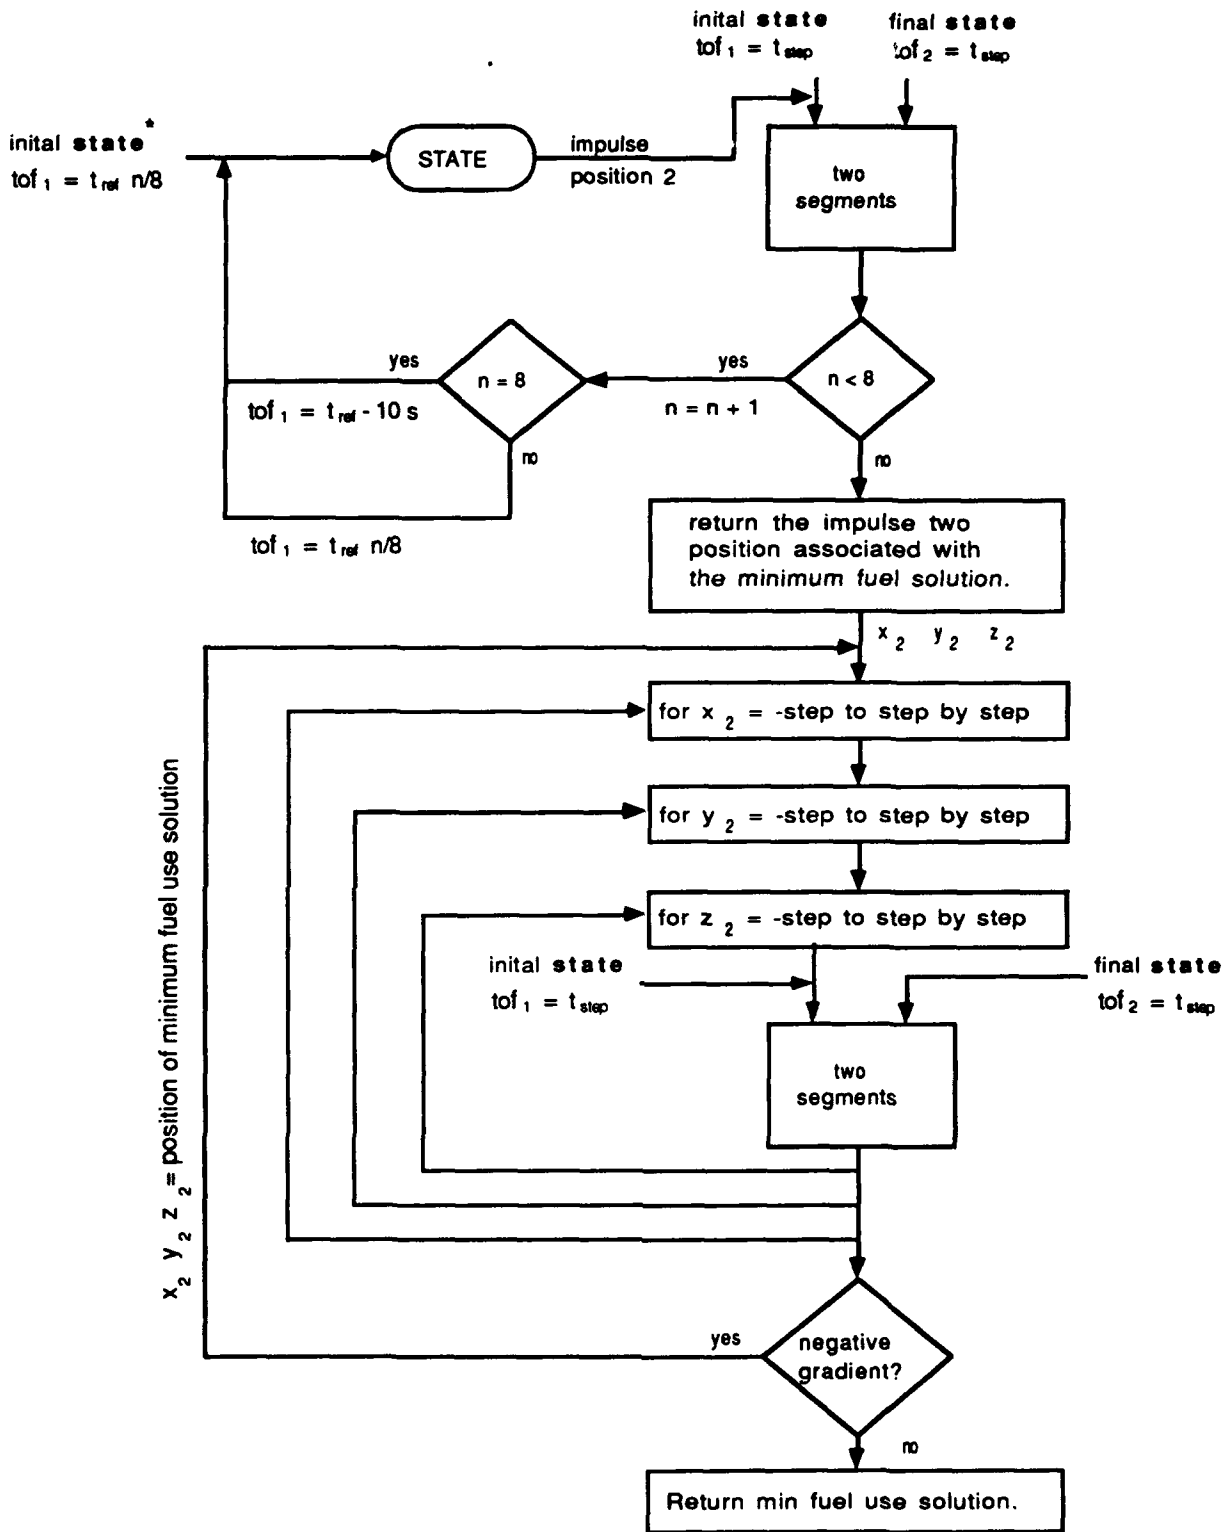 inital state
tof 1 = t step
final state
tof 2 = t step
inital state*
tof 1 = t ref n/8
STATE
impulse
position 2
two
segments
yes
n = 8
yes
n < 8
tof 1 = t ref - 10 s
n = n + 1
no
no
tof 1 = t ref n/8
return the impulse two
position associated with
the minimum fuel solution.
x 2 y 2 z 2
for x 2 = -step to step by step
for y 2 = -step to step by step
for z 2 = -step to step by step
x 2 y 2 z 2 = position of minimum fuel use solution
inital state
tof 1 = t step
final state
tof 2 = t step
two
segments
yes
negative
gradient?
no
Return min fuel use solution.